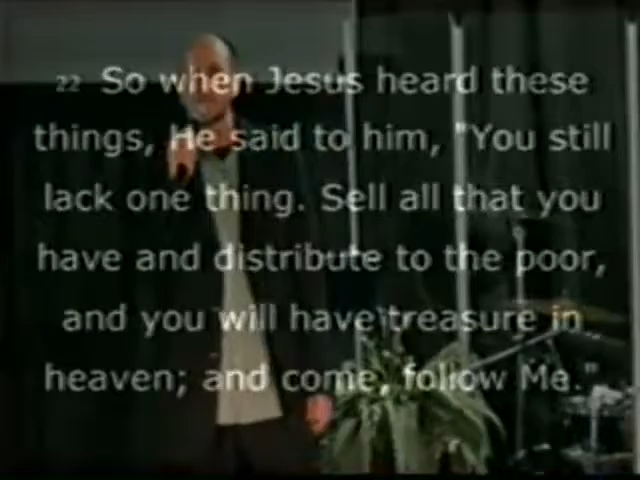 22 So when Jesus heard these
things, He said to him, "You still
lack one thing. Sell all that you
have and distribute to the poor,
and you will have treasure in
heaven; and come, follow Me."